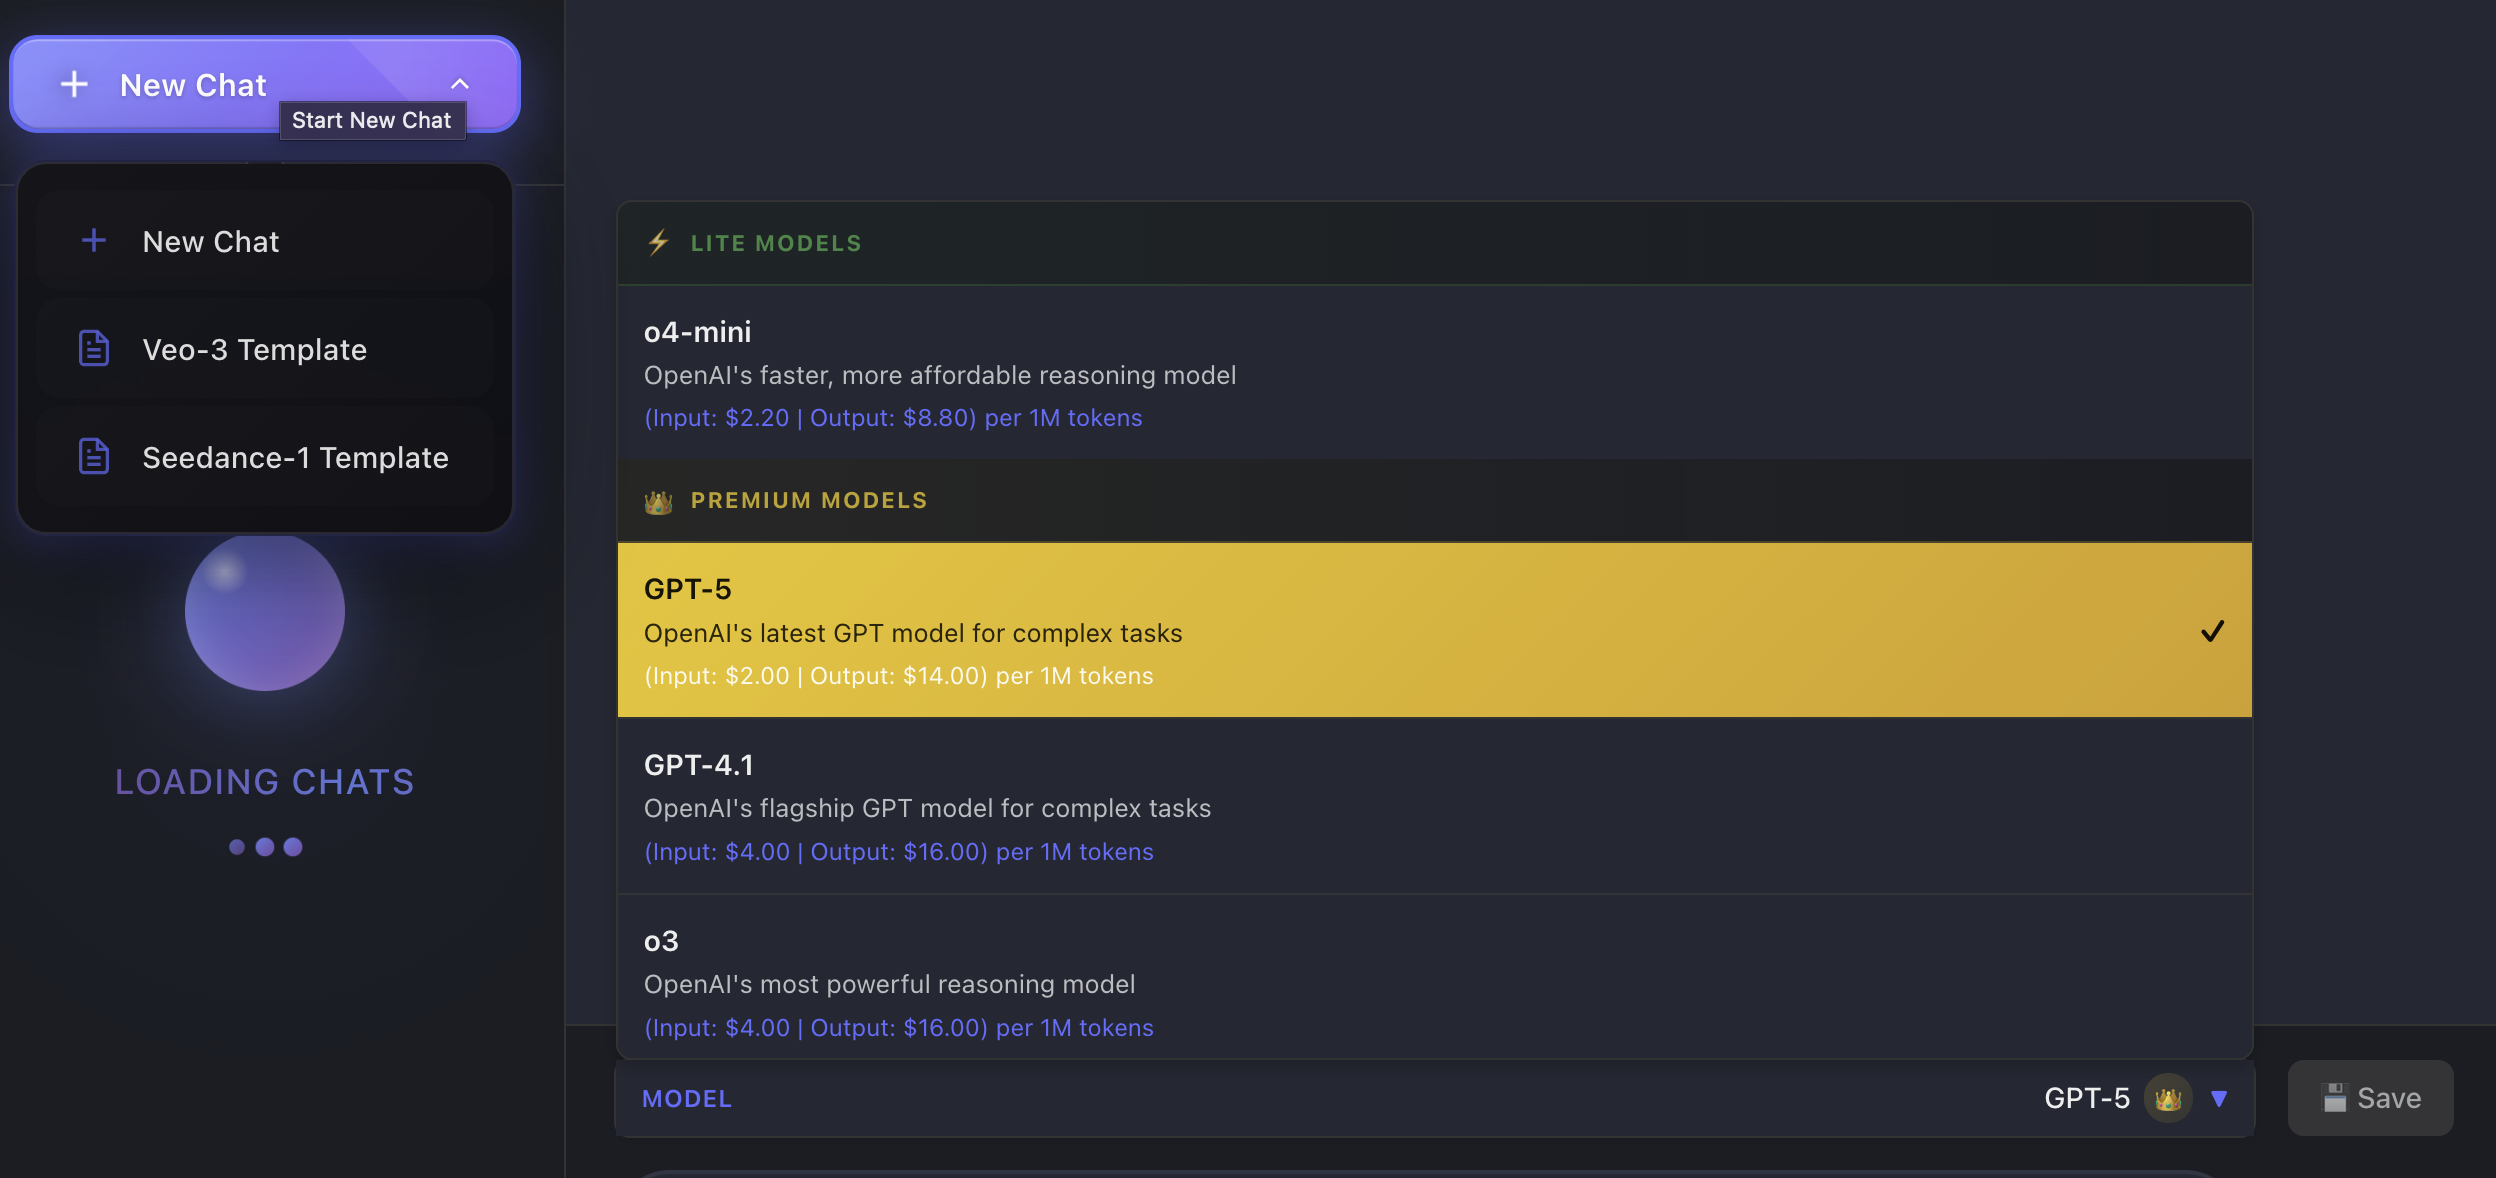 New Chat
Start New Chat
New Chat
Veo-3 Template
Seedance-1 Template
LOADING CHATS
LITE MODELS
o4-mini
OpenAI's faster, more affordable reasoning model
(Input: $2.20 | Output: $8.80) per 1M tokens
PREMIUM MODELS
GPT-5
OpenAI's latest GPT model for complex tasks
(Input: $2.00 | Output: $14.00) per 1M tokens
GPT-4.1
OpenAI's flagship GPT model for complex tasks
(Input: $4.00 | Output: $16.00) per 1M tokens
o3
OpenAI's most powerful reasoning model
(Input: $4.00 | Output: $16.00) per 1M tokens
MODEL
GPT-5
Save